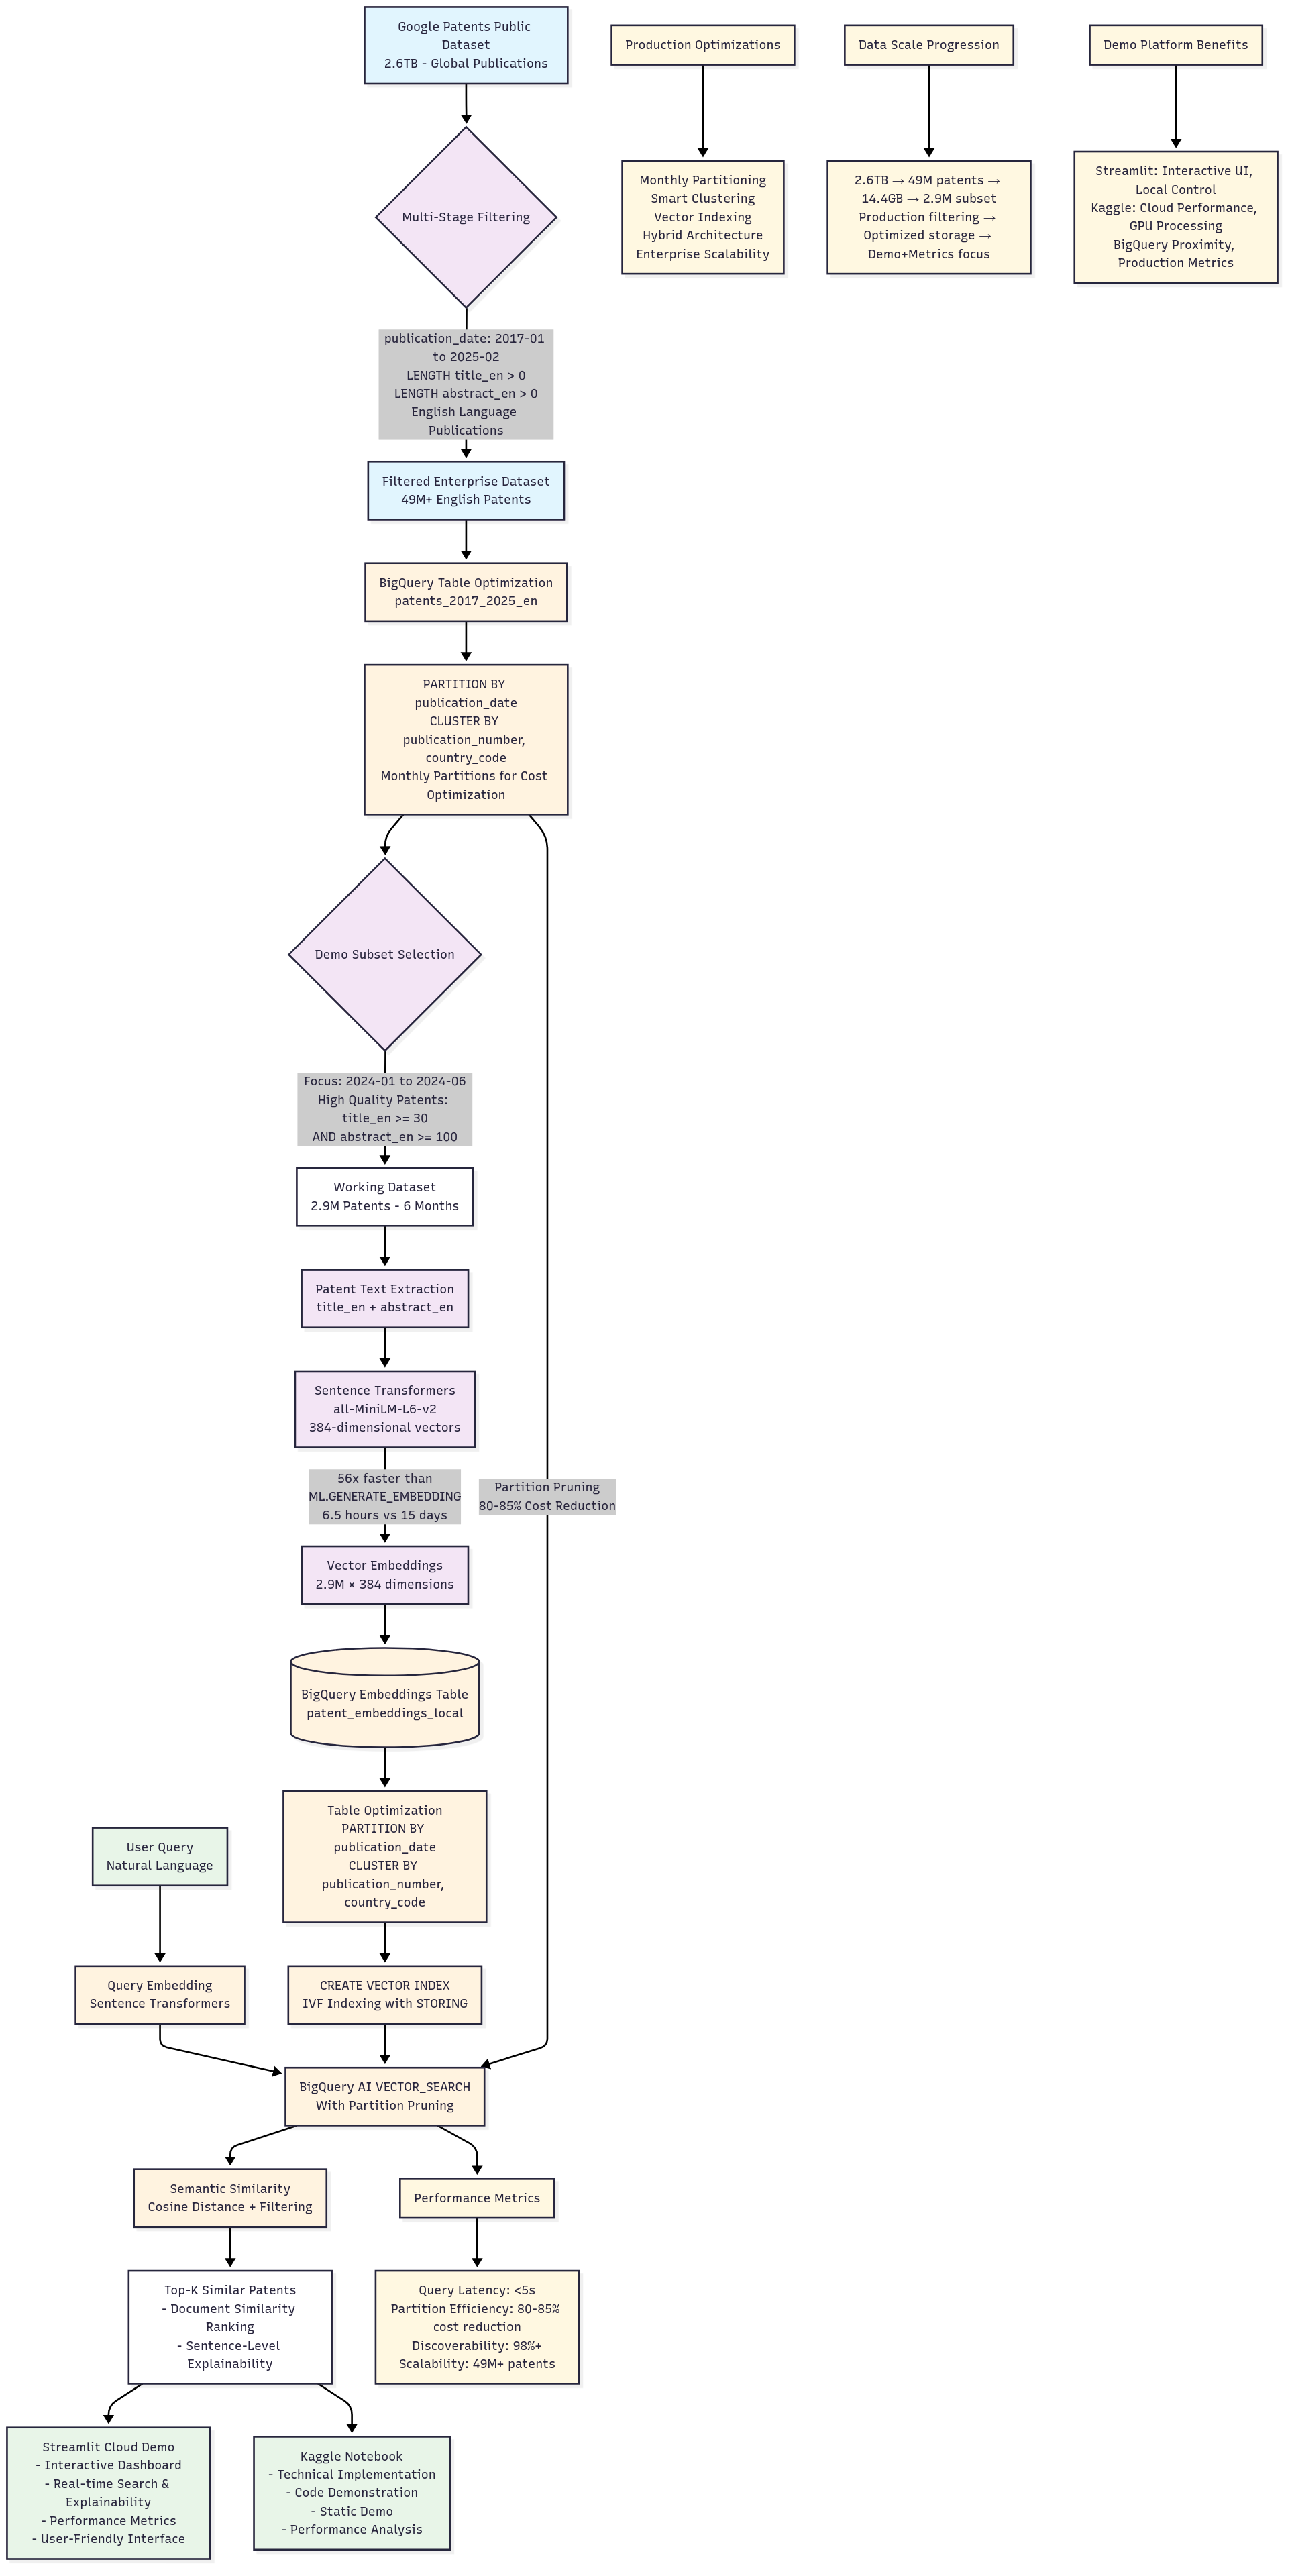 Google Patents Public
Dataset
2.6TB - Global Publications
Production Optimizations
Data Scale Progression
Demo Platform Benefits
Multi-Stage Filtering
Monthly Partitioning
Smart Clustering
Vector Indexing
Hybrid Architecture
Enterprise Scalability
2.6TB → 49M patents →
14.4GB → 2.9M subset
Production filtering →
Optimized storage →
Demo+Metrics focus
Streamlit: Interactive UI,
Local Control
Kaggle: Cloud Performance,
GPU Processing
BigQuery Proximity,
Production Metrics
publication_date: 2017-01
to 2025-02
LENGTH title_en > 0
LENGTH abstract_en > 0
English Language
Publications
Filtered Enterprise Dataset
49M+ English Patents
BigQuery Table Optimization
patents_2017_2025_en
PARTITION BY
publication_date
CLUSTER BY
publication_number,
country_code
Monthly Partitions for Cost
Optimization
Demo Subset Selection
Focus: 2024-01 to 2024-06
High Quality Patents:
title_en >= 30
AND abstract_en >= 100
Working Dataset
2.9M Patents - 6 Months
Patent Text Extraction
title_en + abstract_en
Sentence Transformers
all-MiniLM-L6-v2
384-dimensional vectors
56x faster than
ML.GENERATE_EMBEDDING
6.5 hours vs 15 days
Partition Pruning
80-85% Cost Reduction
Vector Embeddings
2.9M × 384 dimensions
BigQuery Embeddings Table
patent_embeddings_local
Table Optimization
PARTITION BY
publication_date
CLUSTER BY
publication_number,
country_code
User Query
Natural Language
Query Embedding
Sentence Transformers
CREATE VECTOR INDEX
IVF Indexing with STORING
BigQuery AI VECTOR_SEARCH
With Partition Pruning
Semantic Similarity
Cosine Distance + Filtering
Performance Metrics
Top-K Similar Patents
- Document Similarity
Ranking
- Sentence-Level
Explainability
Query Latency: <5s
Partition Efficiency: 80-85%
cost reduction
Discoverability: 98%+
Scalability: 49M+ patents
Streamlit Cloud Demo
- Interactive Dashboard
- Real-time Search &
Explainability
- Performance Metrics
- User-Friendly Interface
Kaggle Notebook
- Technical Implementation
- Code Demonstration
- Static Demo
- Performance Analysis